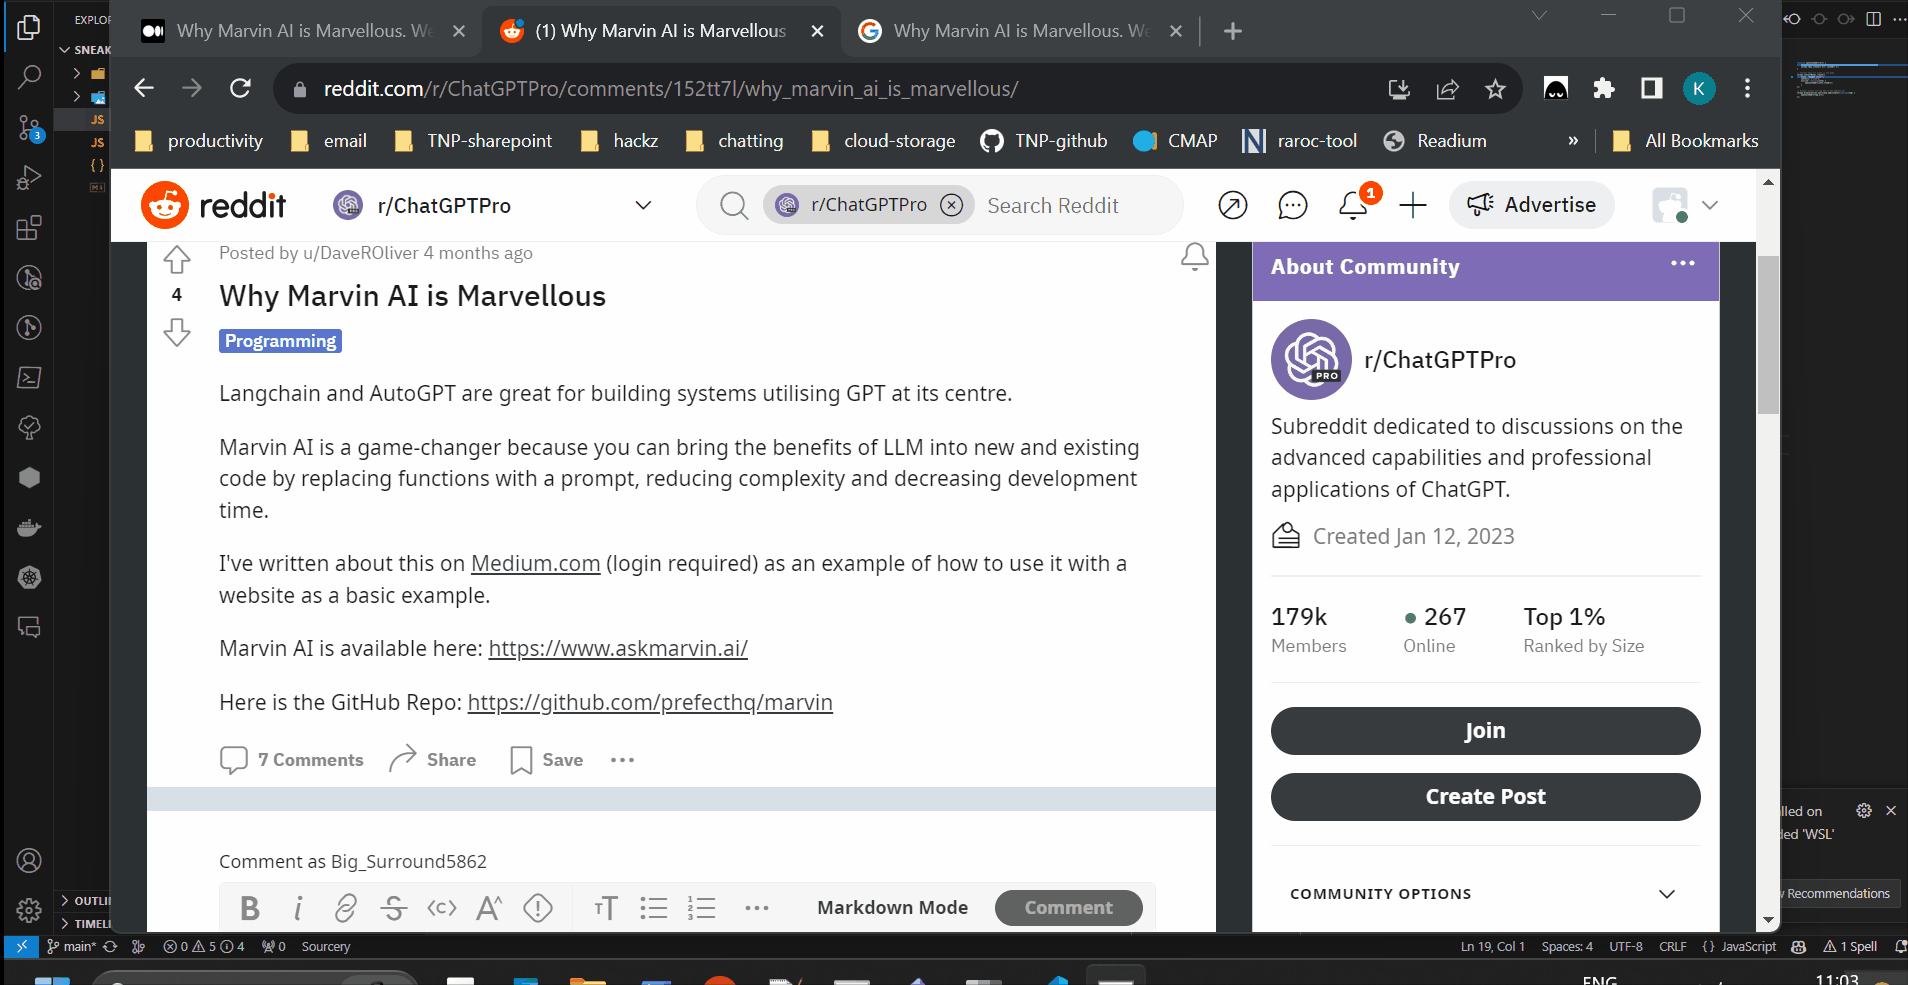 EXPLO
SNEAK
Why Marvin AI is Marvellous. We
(1) Why Marvin AI is Marvellous
Why Marvin AI is Marvellous. We
reddit.com/r/ChatGPTPro/comments/152tt7l/why_marvin_ai_is_marvellous/
K
productivity
email
TNP-sharepoint
hackz
chatting
cloud-storage
TNP-github
CMAP
raroc-tool
Readium
»
All Bookmarks
reddit
r/ChatGPTPro
r/ChatGPTPro
Search Reddit
1
Advertise
Posted by u/DaveROliver 4 months ago
4
Why Marvin AI is Marvellous
Programming
Langchain and AutoGPT are great for building systems utilising GPT at its centre.
Marvin AI is a game-changer because you can bring the benefits of LLM into new and existing
code by replacing functions with a prompt, reducing complexity and decreasing development
time.
I've written about this on Medium.com (login required) as an example of how to use it with a
website as a basic example.
Marvin AI is available here: https://www.askmarvin.ai/
Here is the GitHub Repo: https://github.com/prefecthq/marvin
7 Comments
Share
Save
Comment as Big_Surround5862
Markdown Mode
Comment
About Community
PRO
r/ChatGPTPro
Subreddit dedicated to discussions on the
advanced capabilities and professional
applications of ChatGPT.
Created Jan 12, 2023
179k
Members
267
Online
Top 1%
Ranked by Size
Join
Create Post
COMMUNITY OPTIONS
JS
JS
3
lled on
ded 'WSL'
w Recommendations
OUTLI
TIMEL
main*
0
5
4
0
Sourcery
Ln 19, Col 1
Spaces: 4
UTF-8
CRLF
JavaScript
1 Spell
ENG
11:03